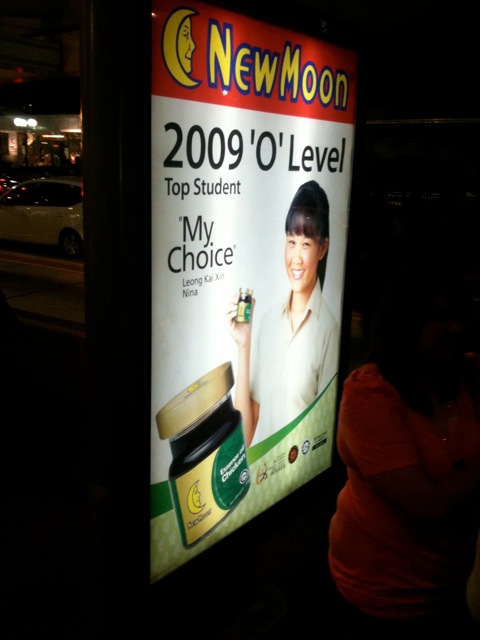 NEWMOON
2009 'O' Level
Top Student
"My
Choice"
Leong Kai Xin
Nina
Essence of
Chicken